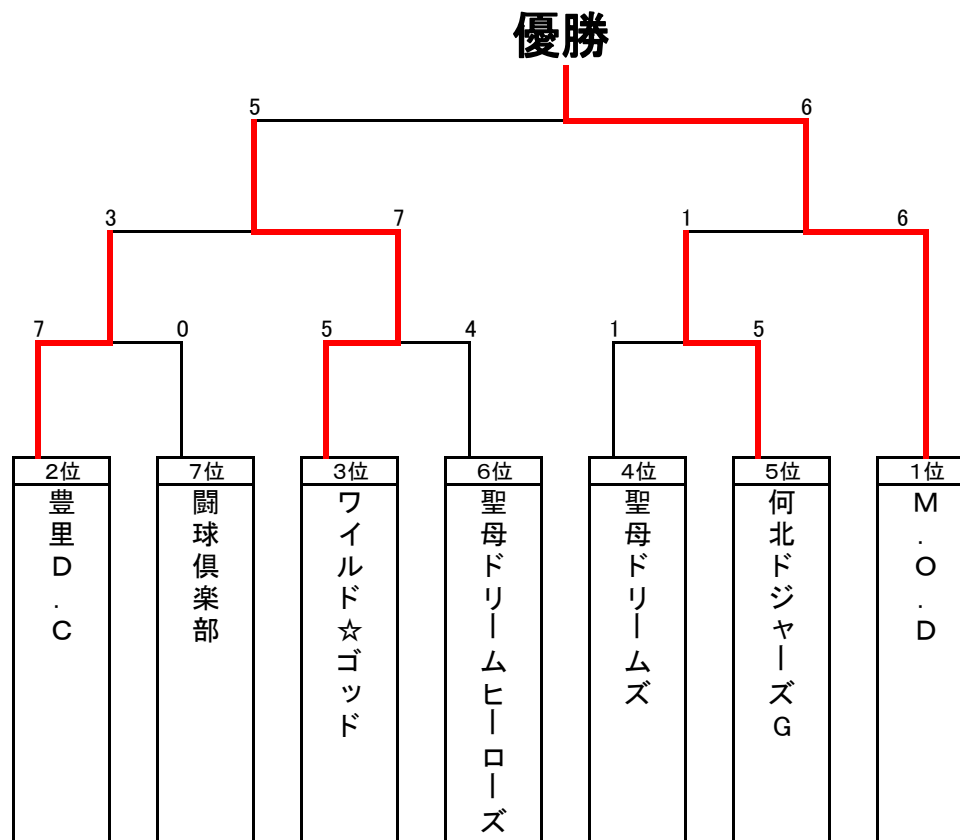 優勝
5
6
3
7
1
6
7
0
5
4
1
5
2位
7位
3位
6位
4位
5位
1位
豊里D.C
闘球倶楽部
ワイルド☆ゴッド
聖母ドリームヒーローズ
聖母ドリームズ
何北ドジャーズG
M.O.D